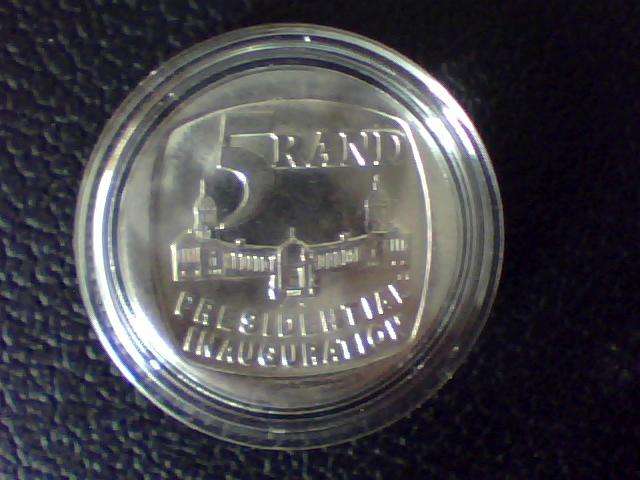 5 RAND
PRESIDENTIAL
INAUGURATION